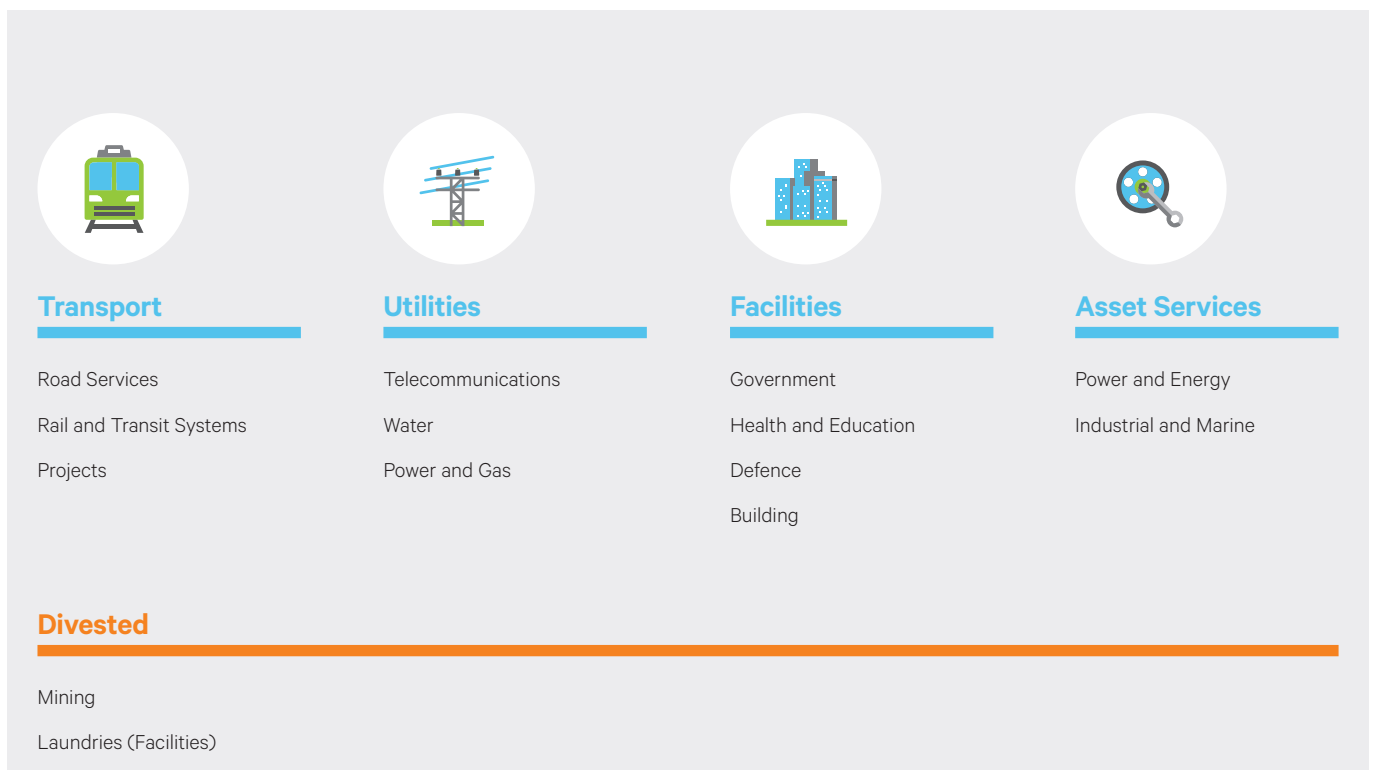 Transport
Road Services
Rail and Transit Systems
Projects
Utilities
Telecommunications
Water
Power and Gas
Facilities
Government
Health and Education
Defence
Building
Asset Services
Power and Energy
Industrial and Marine
Divested
Mining
Laundries (Facilities)